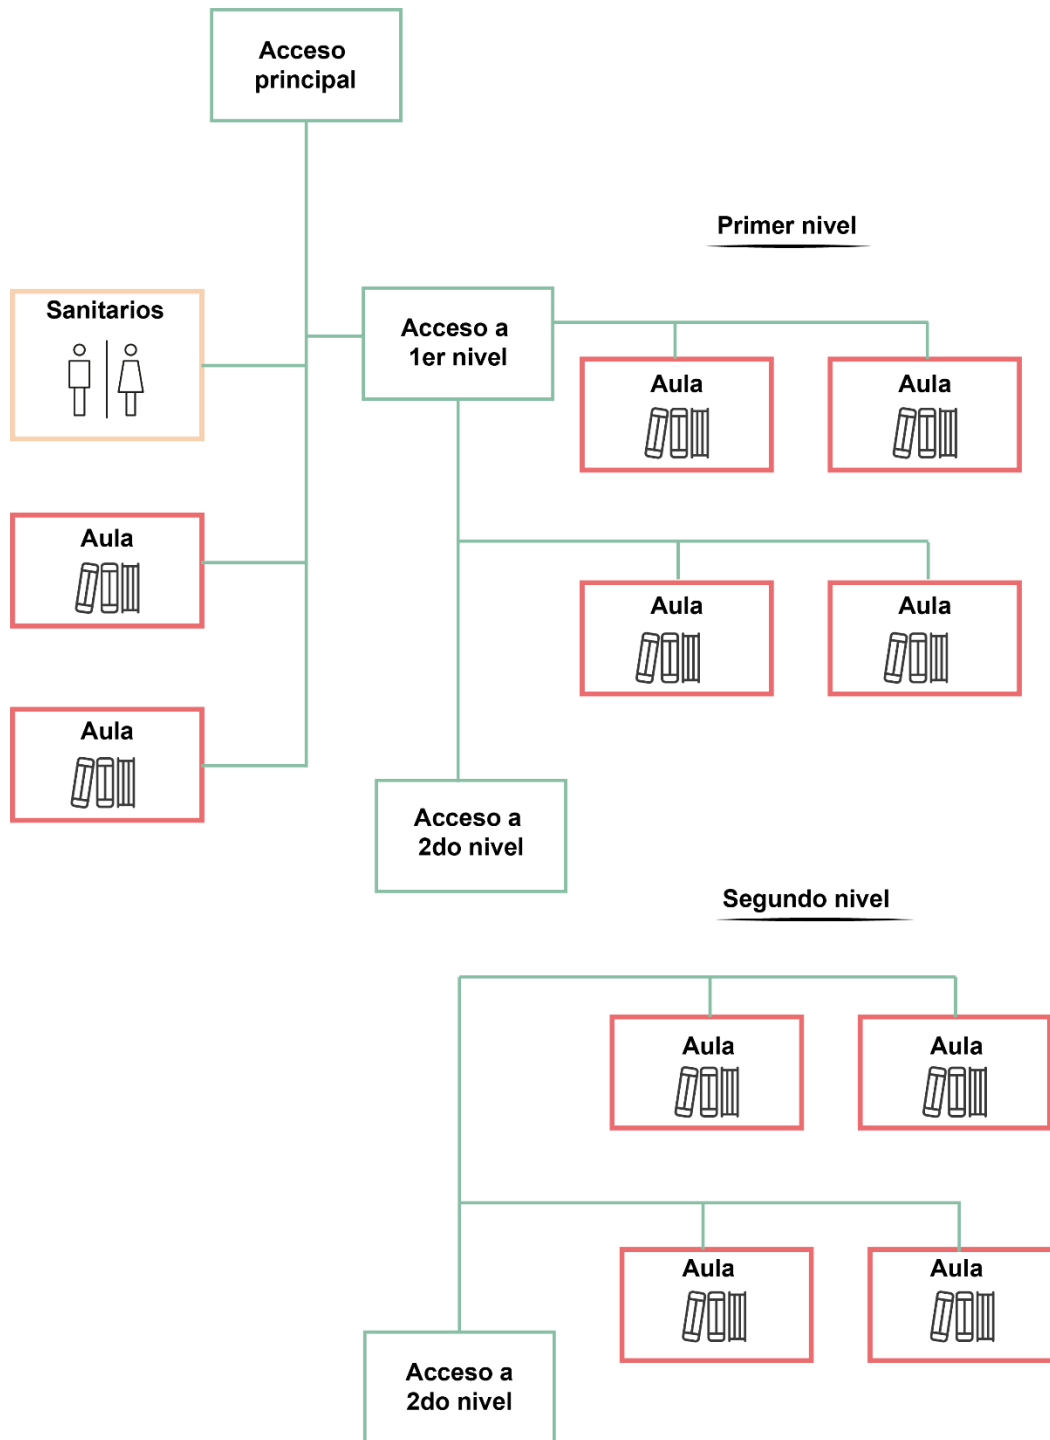 Acceso
principal
Primer nivel
Sanitarios
Acceso a
1er nivel
Aula
Aula
Aula
Aula
Aula
Aula
Acceso a
2do nivel
Segundo nivel
Aula
Aula
Aula
Aula
Acceso a
2do nivel